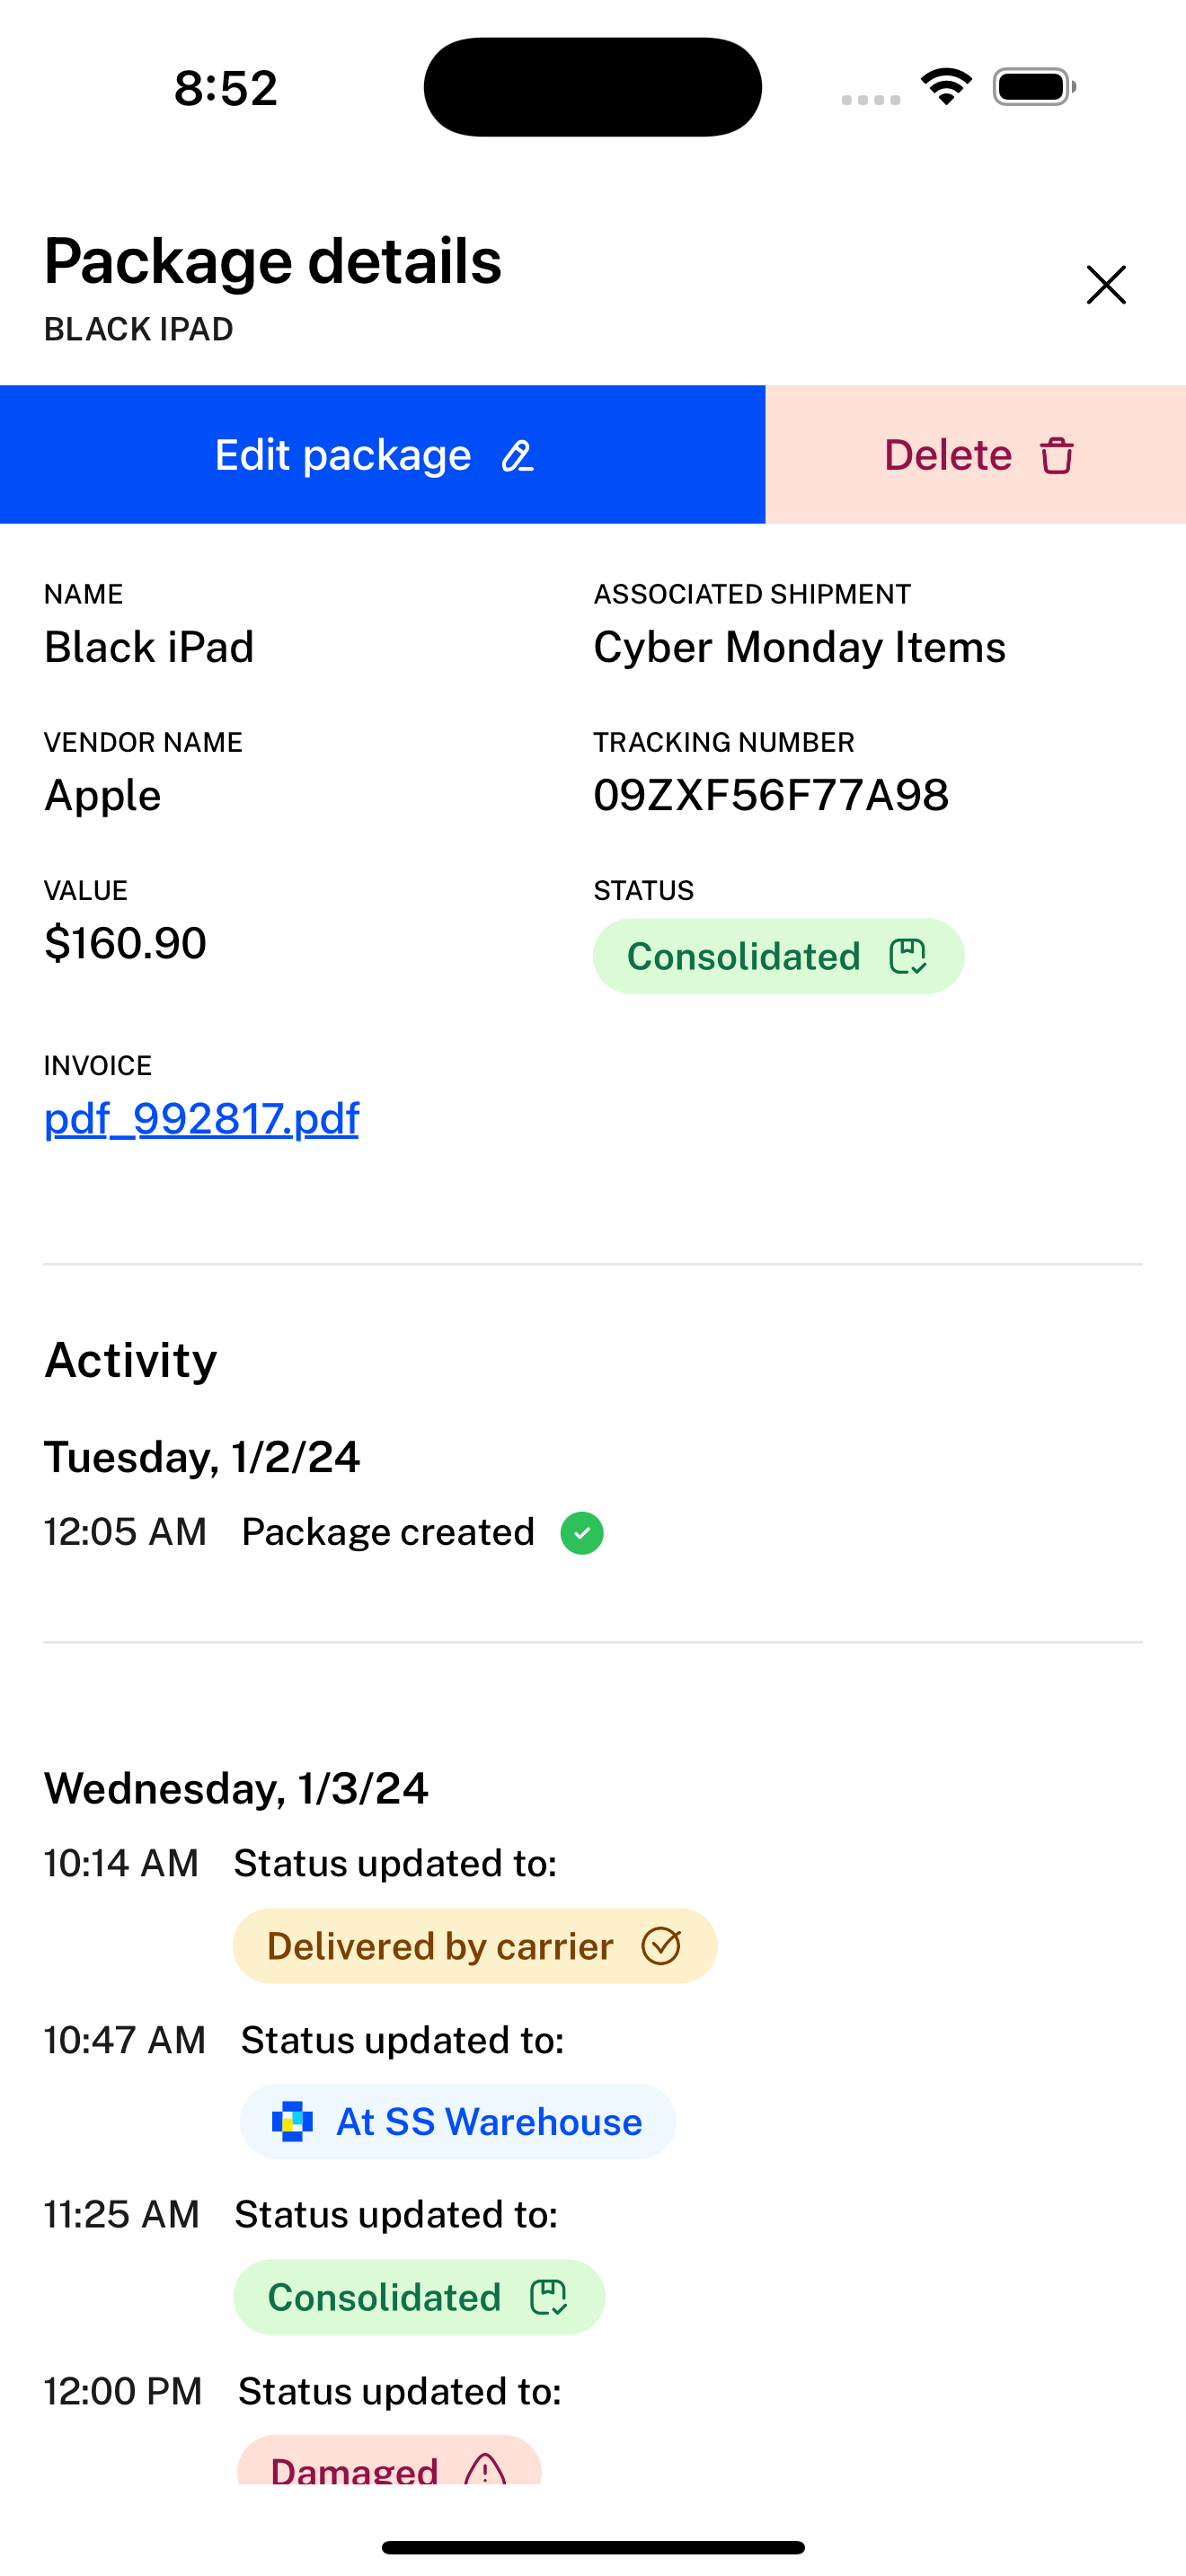 8:52
Package details
BLACK IPAD
Edit package
Delete
NAME
Black iPad
ASSOCIATED SHIPMENT
Cyber Monday Items
VENDOR NAME
Apple
TRACKING NUMBER
09ZXF56F77A98
VALUE
$160.90
STATUS
Consolidated
INVOICE
pdf_992817.pdf
Activity
Tuesday, 1/2/24
12:05 AM Package created
Wednesday, 1/3/24
10:14 AM Status updated to:
Delivered by carrier
10:47 AM Status updated to:
At SS Warehouse
11:25 AM Status updated to:
Consolidated
12:00 PM Status updated to:
Damaged